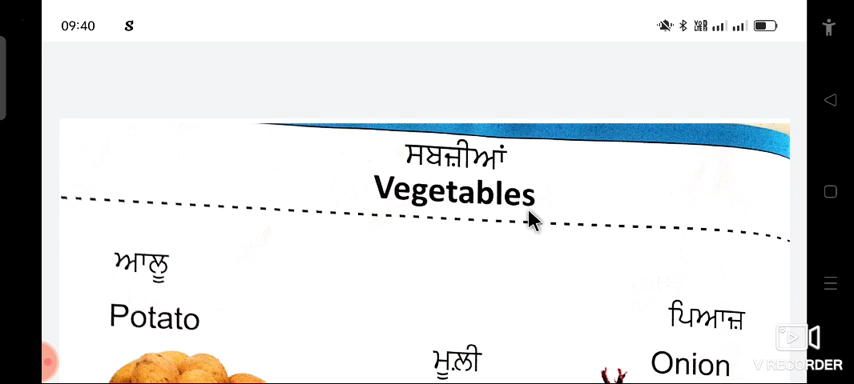 09:40
ਸਬਜ਼ੀਆਂ
Vegetables
ਆਲੂ
Potato
ਪਿਆਜ਼
Onion
ਮੂਲੀ
V RECORDER